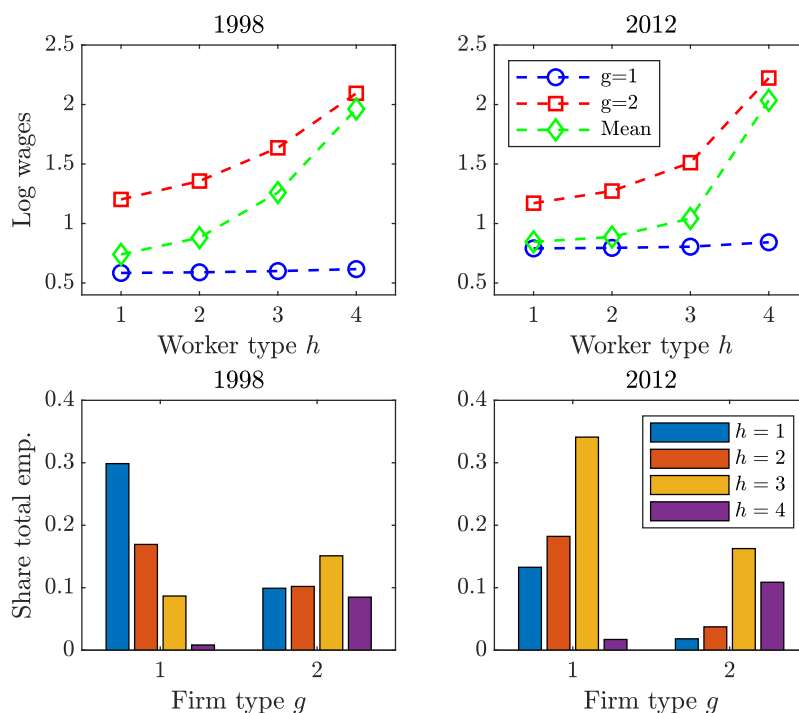 1998
2012
2.5
2
1.5
1
0.5
Log wages
1 2 3 4
Worker type h
2.5
2
1.5
1
0.5
g=1
g=2
Mean
1 2 3 4
Worker type h
1998
2012
0.4
0.3
0.2
0.1
0
Share total emp.
1 2
Firm type g
0.4
0.3
0.2
0.1
0
h = 1
h = 2
h = 3
h = 4
1 2
Firm type g